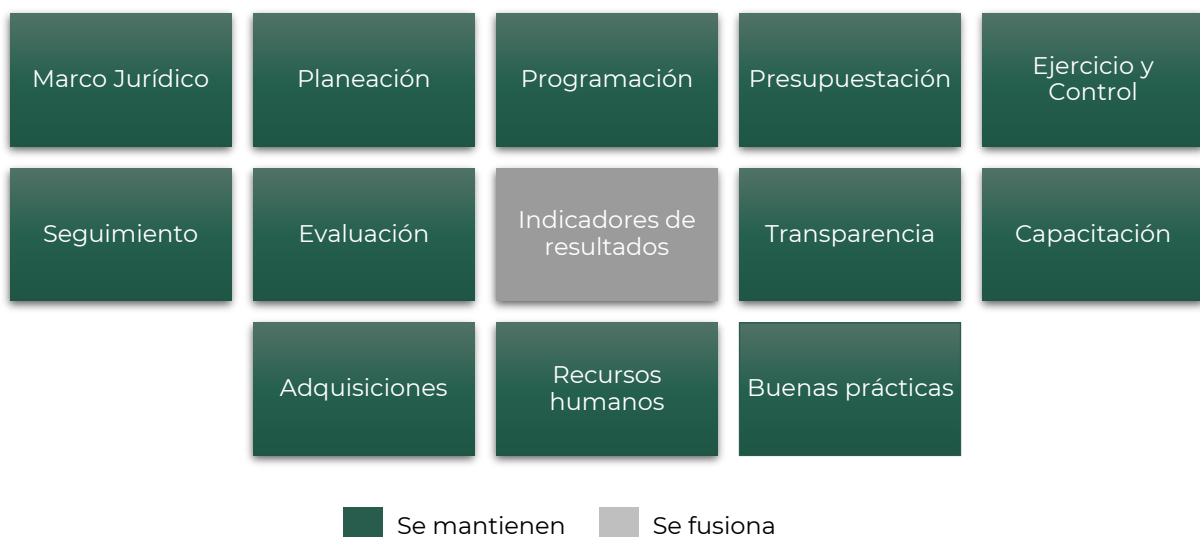 Marco Jurídico
Planeación
Programación
Presupuestación
Ejercicio y
Control
Seguimiento
Evaluación
Indicadores de
resultados
Transparencia
Capacitación
Adquisiciones
Recursos
humanos
Buenas prácticas
Se mantienen
Se fusiona